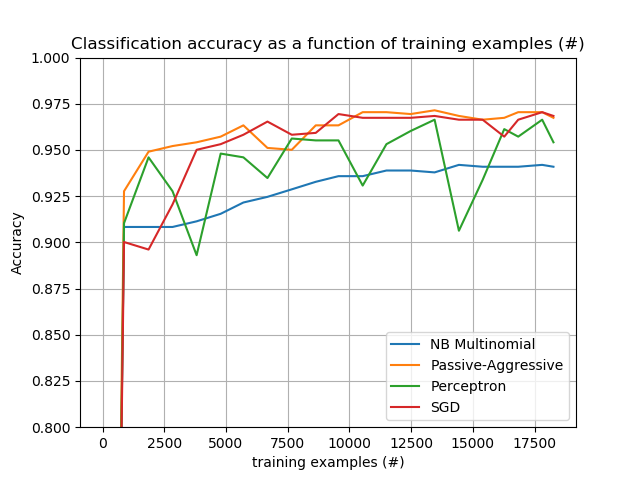 Classification accuracy as a function of training examples (#)
1.000
0.975
0.950
0.925
0.900
0.875
0.850
0.825
0.800
Accuracy
NB Multinomial
Passive-Aggressive
Perceptron
SGD
0 2500 5000 7500 10000 12500 15000 17500
training examples (#)